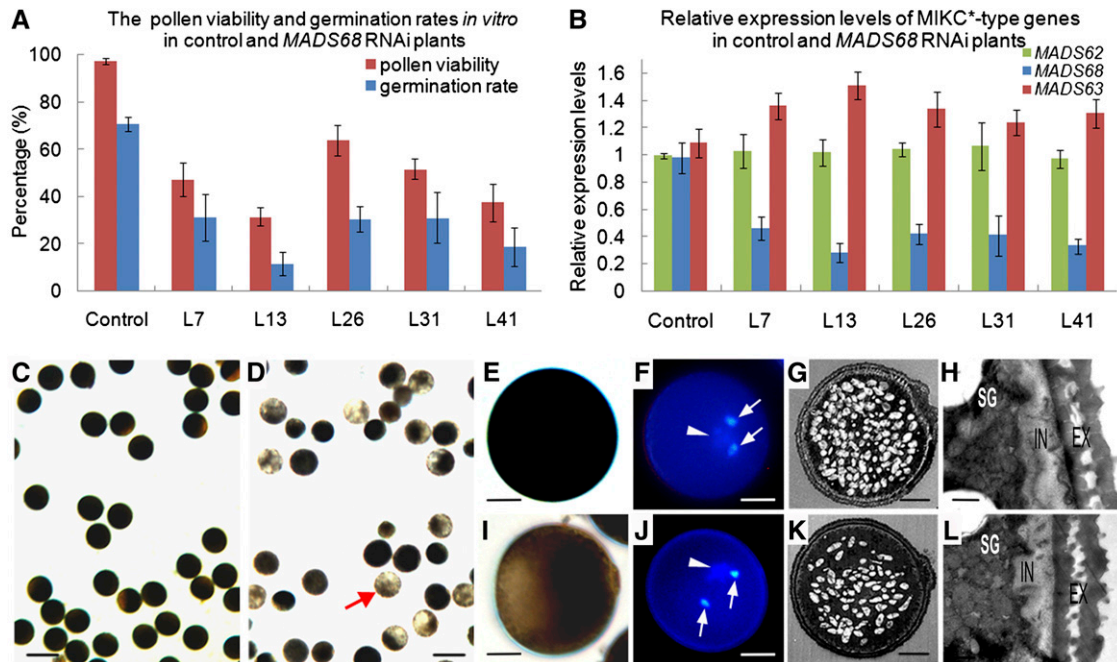 A
The pollen viability and germination rates in vitro
in control and MADS68 RNAi plants
pollen viability
germination rate
Percentage (%)
100
80
60
40
20
0
Control L7 L13 L26 L31 L41
B
Relative expression levels of MIKC*-type genes
in control and MADS68 RNAi plants
MADS62
MADS68
MADS63
Relative expression levels
1.8
1.6
1.4
1.2
1
0.8
0.6
0.4
0.2
0
Control L7 L13 L26 L31 L41
C D E F G H
SG IN EX
I J K L
SG IN EX